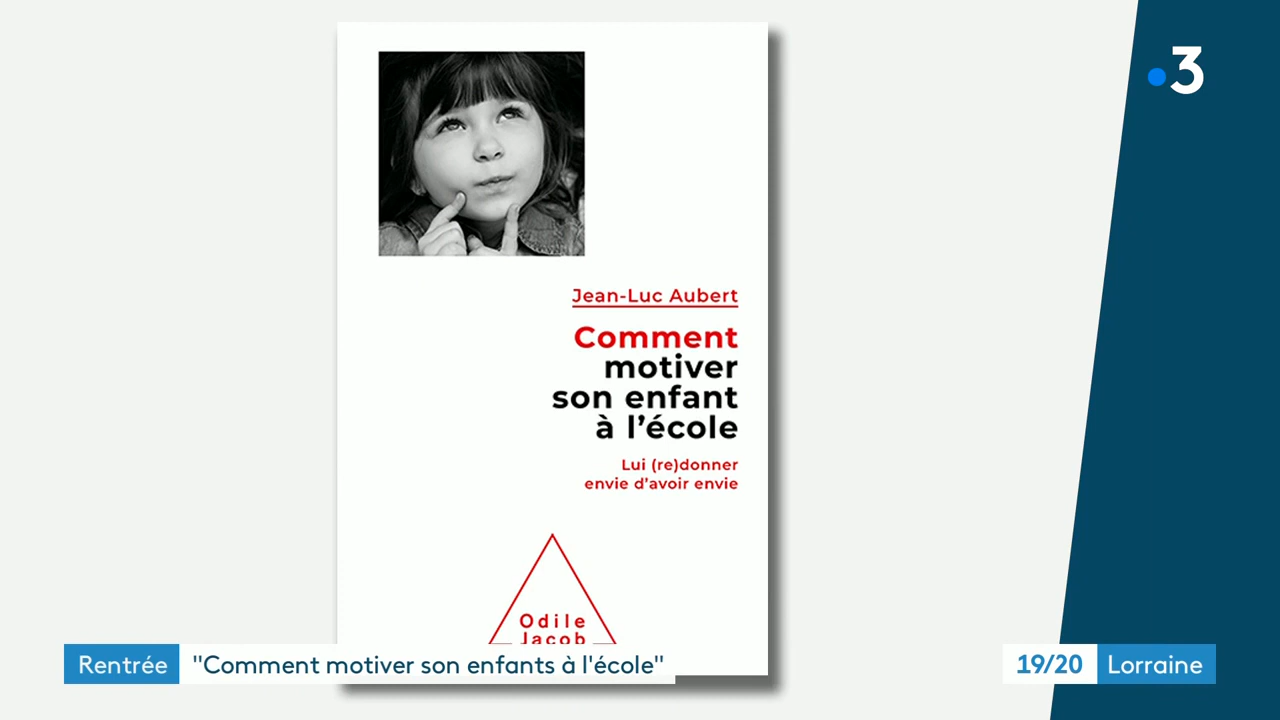 3
Jean-Luc Aubert
Comment
motiver
son enfant
à l'école
Lui (re)donner
envie d'avoir envie
Odile
Jacob
Rentrée "Comment motiver son enfants à l'école"
19/20 Lorraine